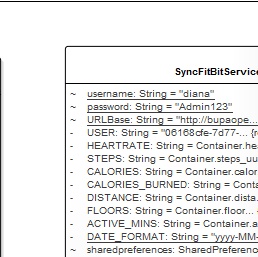 SyncFitBitService
~ username: String = "diana"
~ password: String = "Admin123"
~ URLBase: String = "http://bupaope...
- USER: String = "06168cfe-7d77-...
- HEARTRATE: String = Container.he
- STEPS: String = Container.steps_uu
- CALORIES: String = Container.calor
- CALORIES_BURNED: String = Conta
- DISTANCE: String = Container.dista.
- FLOORS: String = Container.floor...
- ACTIVE_MINS: String = Container.a
- DATE_FORMAT: String = "yyyy-MM-
~ sharedpreferences: SharedPreferenc